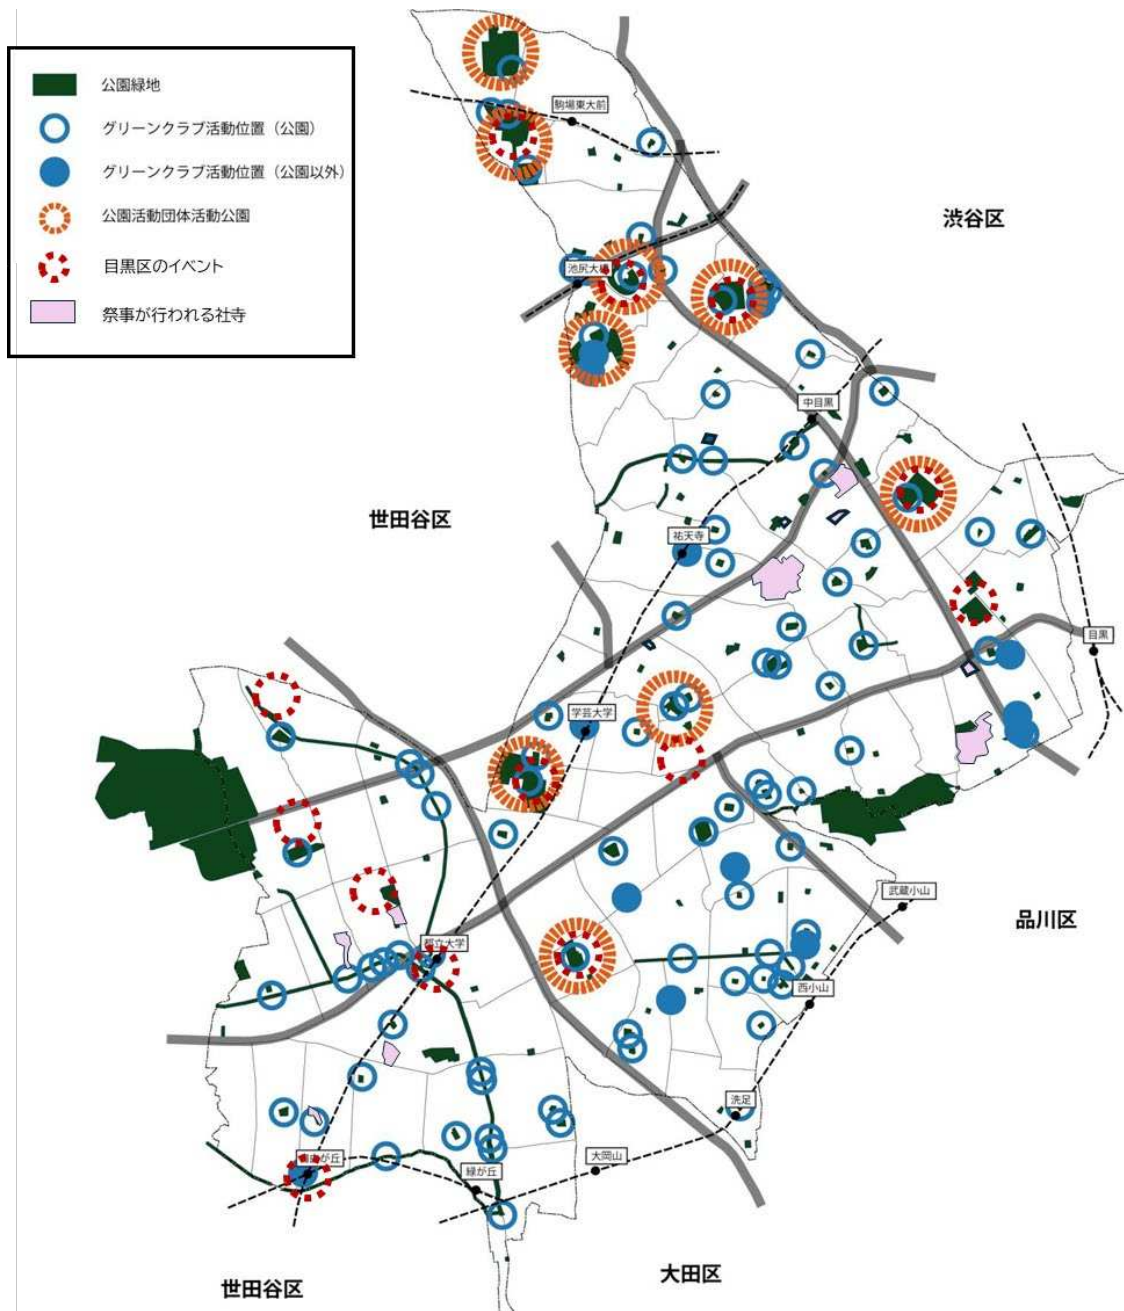 公園緑地
グリーンクラブ活動位置（公園）
グリーンクラブ活動位置（公園以外）
公園活動団体活動公園
目黒区のイベント
祭事が行われる社寺
駒場東大前
渋谷区
池尻大橋
中目黒
世田谷区
祐天寺
目黒
学芸大学
武蔵小山
品川区
都立大学
西小山
洗足
大岡山
緑が丘
大田区
世田谷区